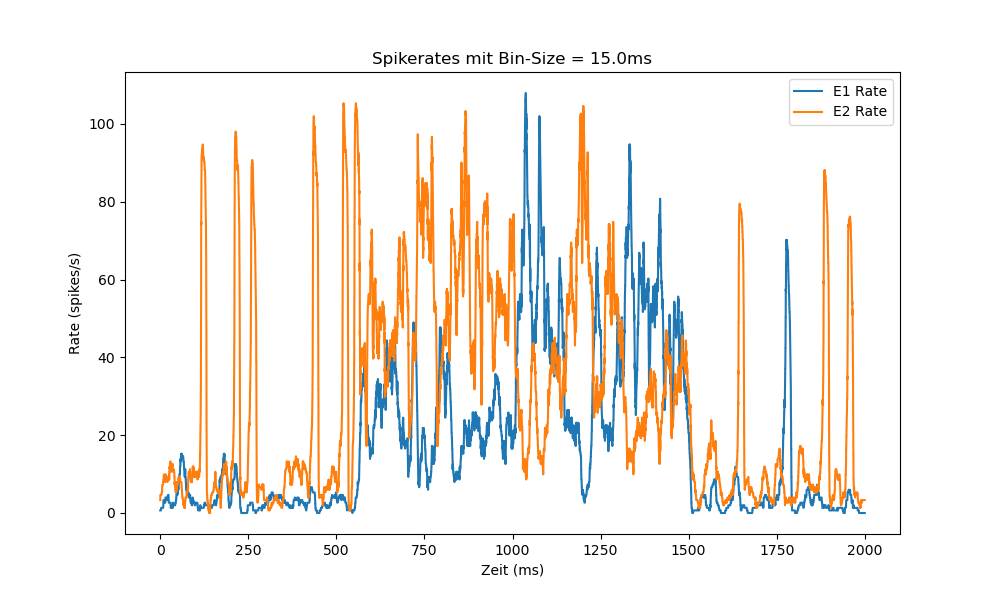 Spikerates mit Bin-Size = 15.0ms
E1 Rate
E2 Rate
Rate (spikes/s)
100
80
60
40
20
0
0 250 500 750 1000 1250 1500 1750 2000
Zeit (ms)